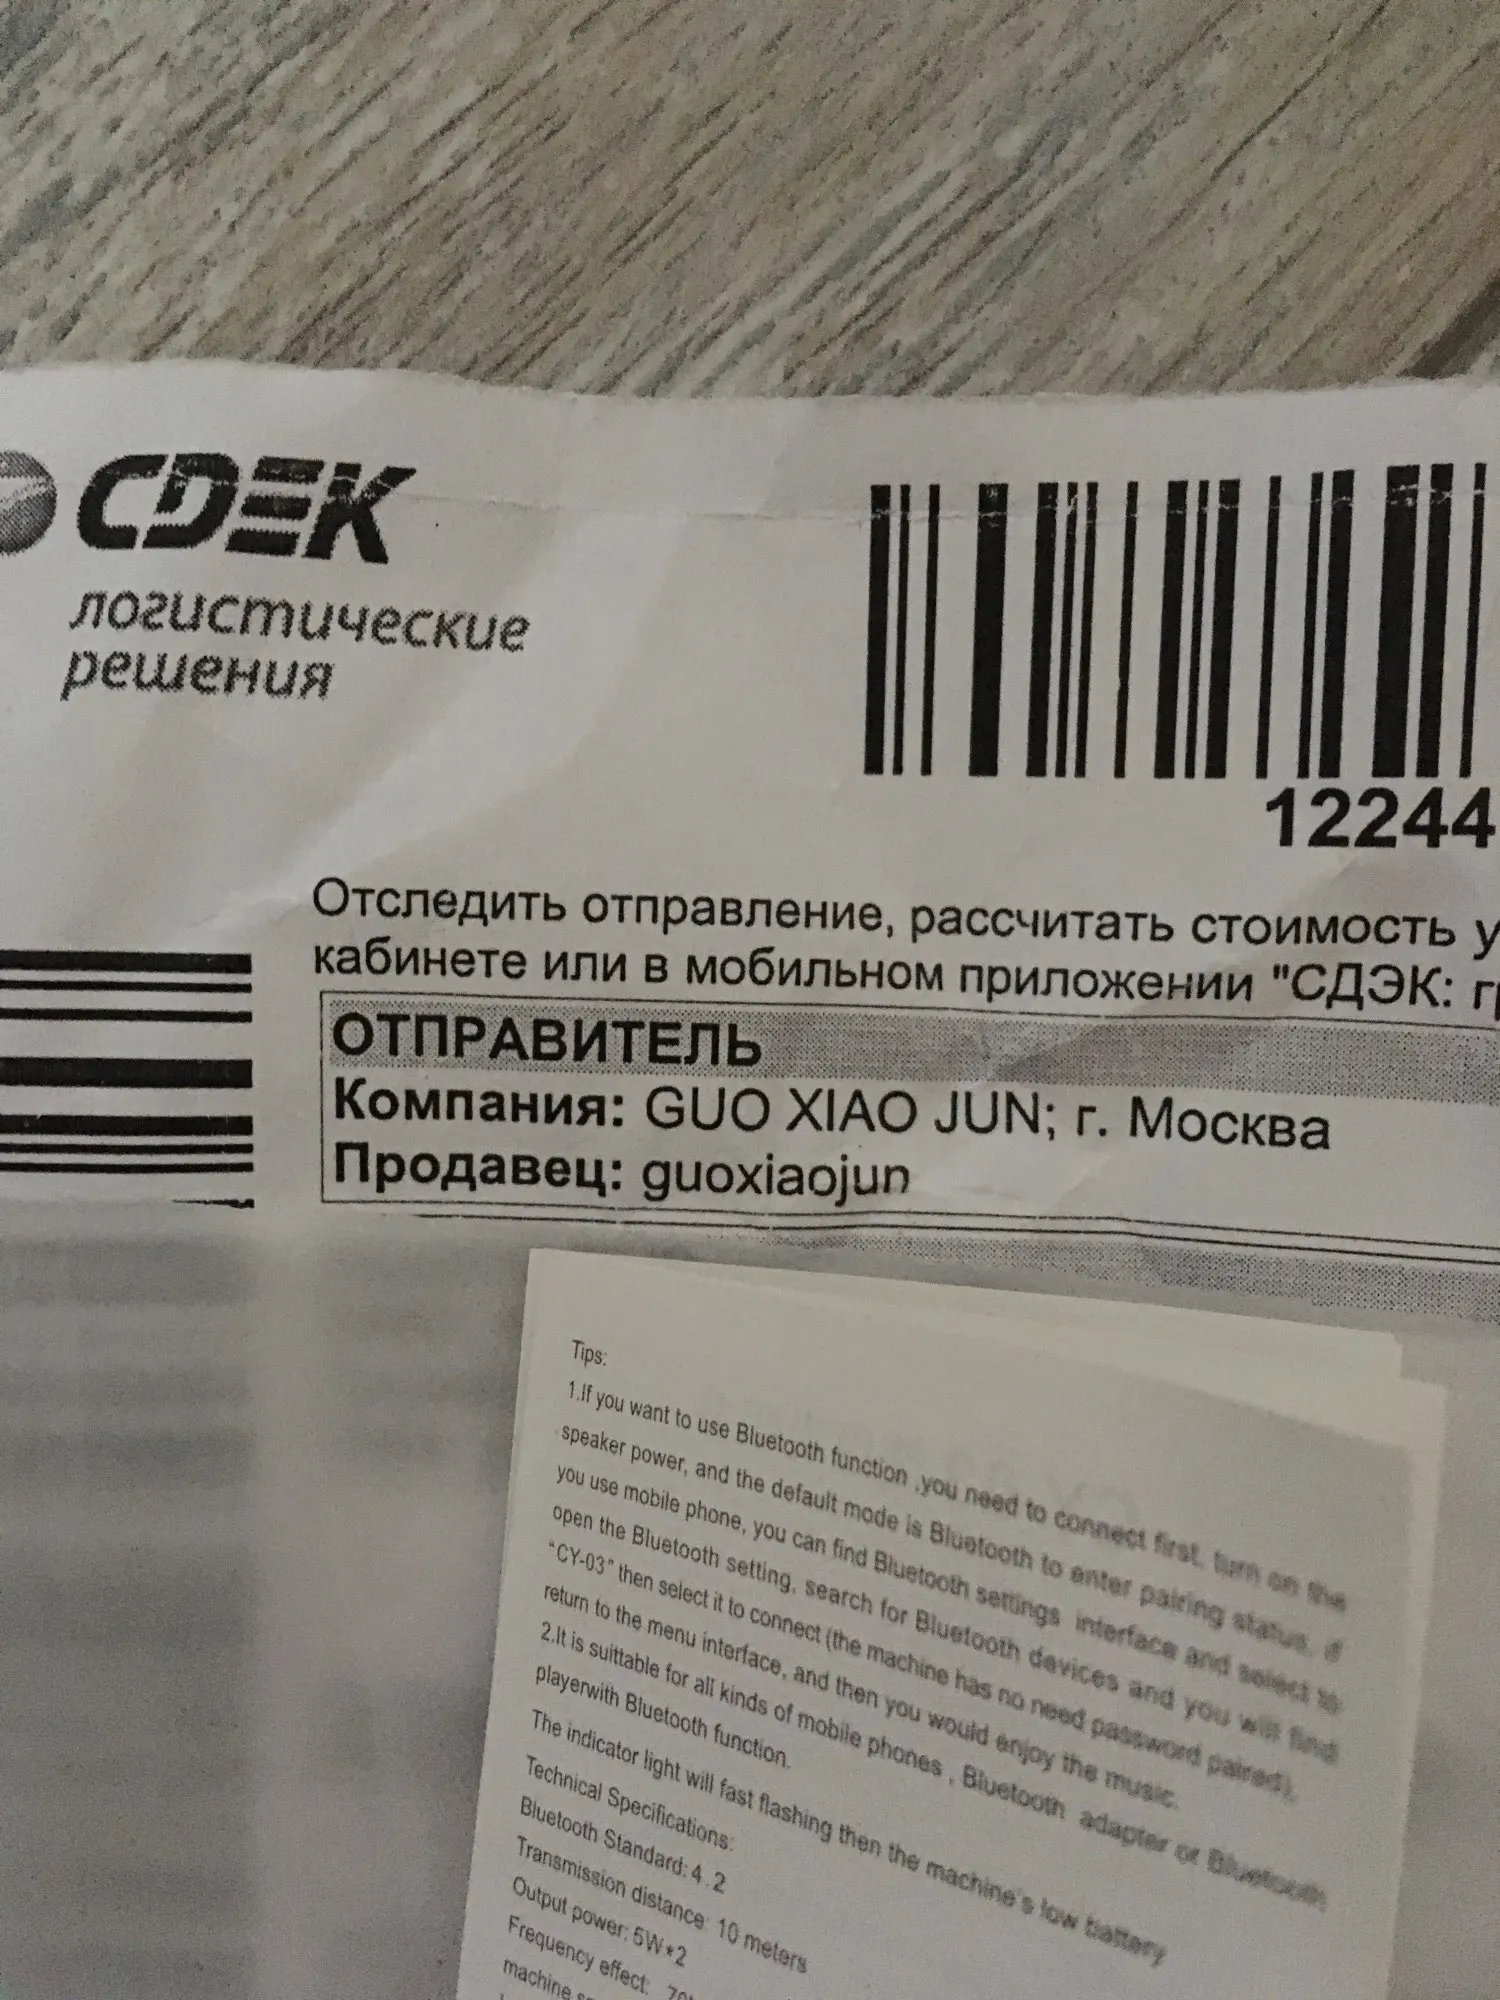 CDEK
логистические
решения
12244
Отследить отправление, рассчитать стоимость у
кабинете или в мобильном приложении "СДЭК: г
ОТПРАВИТЕЛЬ
Компания: GUO XIAO JUN; г. Москва
Продавец: guoxiaojun
Tips:
1.If you want to use Bluetooth function ,you need to connect first, turn on the
speaker power, and the default mode is Bluetooth to enter pairing status. if
you use mobile phone, you can find Bluetooth settings interface and select to
open the Bluetooth setting, search for Bluetooth devices and you will find
“CY-03” then select it to connect (the machine has no need password paired),
return to the menu interface, and then you would enjoy the music.
2.It is suittable for all kinds of mobile phones , Bluetooth adapter or Bluetooth
playerwith Bluetooth function.
The indicator light will fast flashing then the machine's low battery
Technical Specifications:
Bluetooth Standard: 4.2
Transmission distance: 10 meters
Output power: 5W*2
Frequency effect:
machine